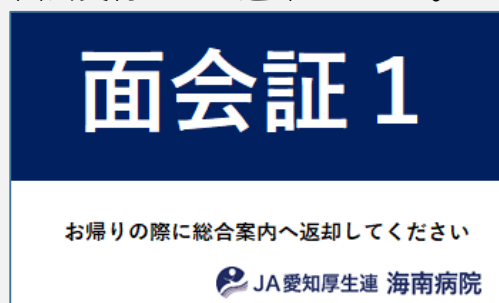 面会証1
お帰りの際に総合案内へ返却してください
JA愛知厚生連 海南病院